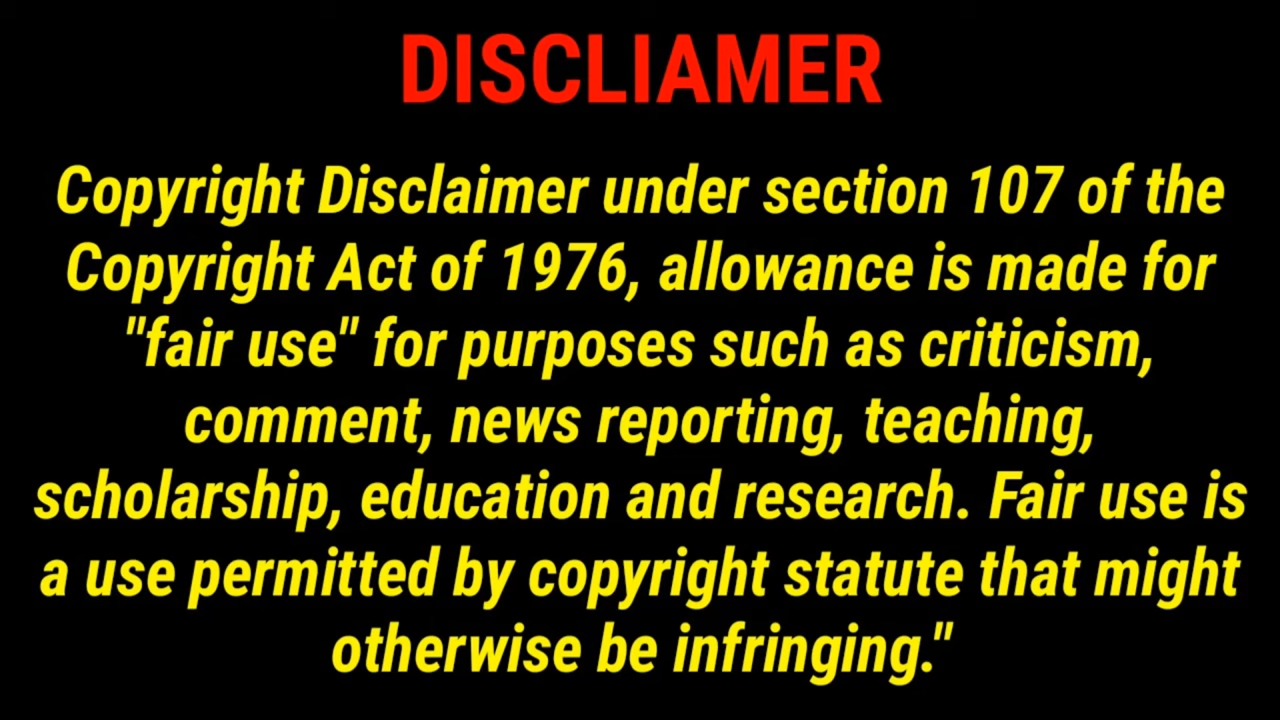 DISCLIAMER
Copyright Disclaimer under section 107 of the
Copyright Act of 1976, allowance is made for
"fair use" for purposes such as criticism,
comment, news reporting, teaching,
scholarship, education and research. Fair use is
a use permitted by copyright statute that might
otherwise be infringing."